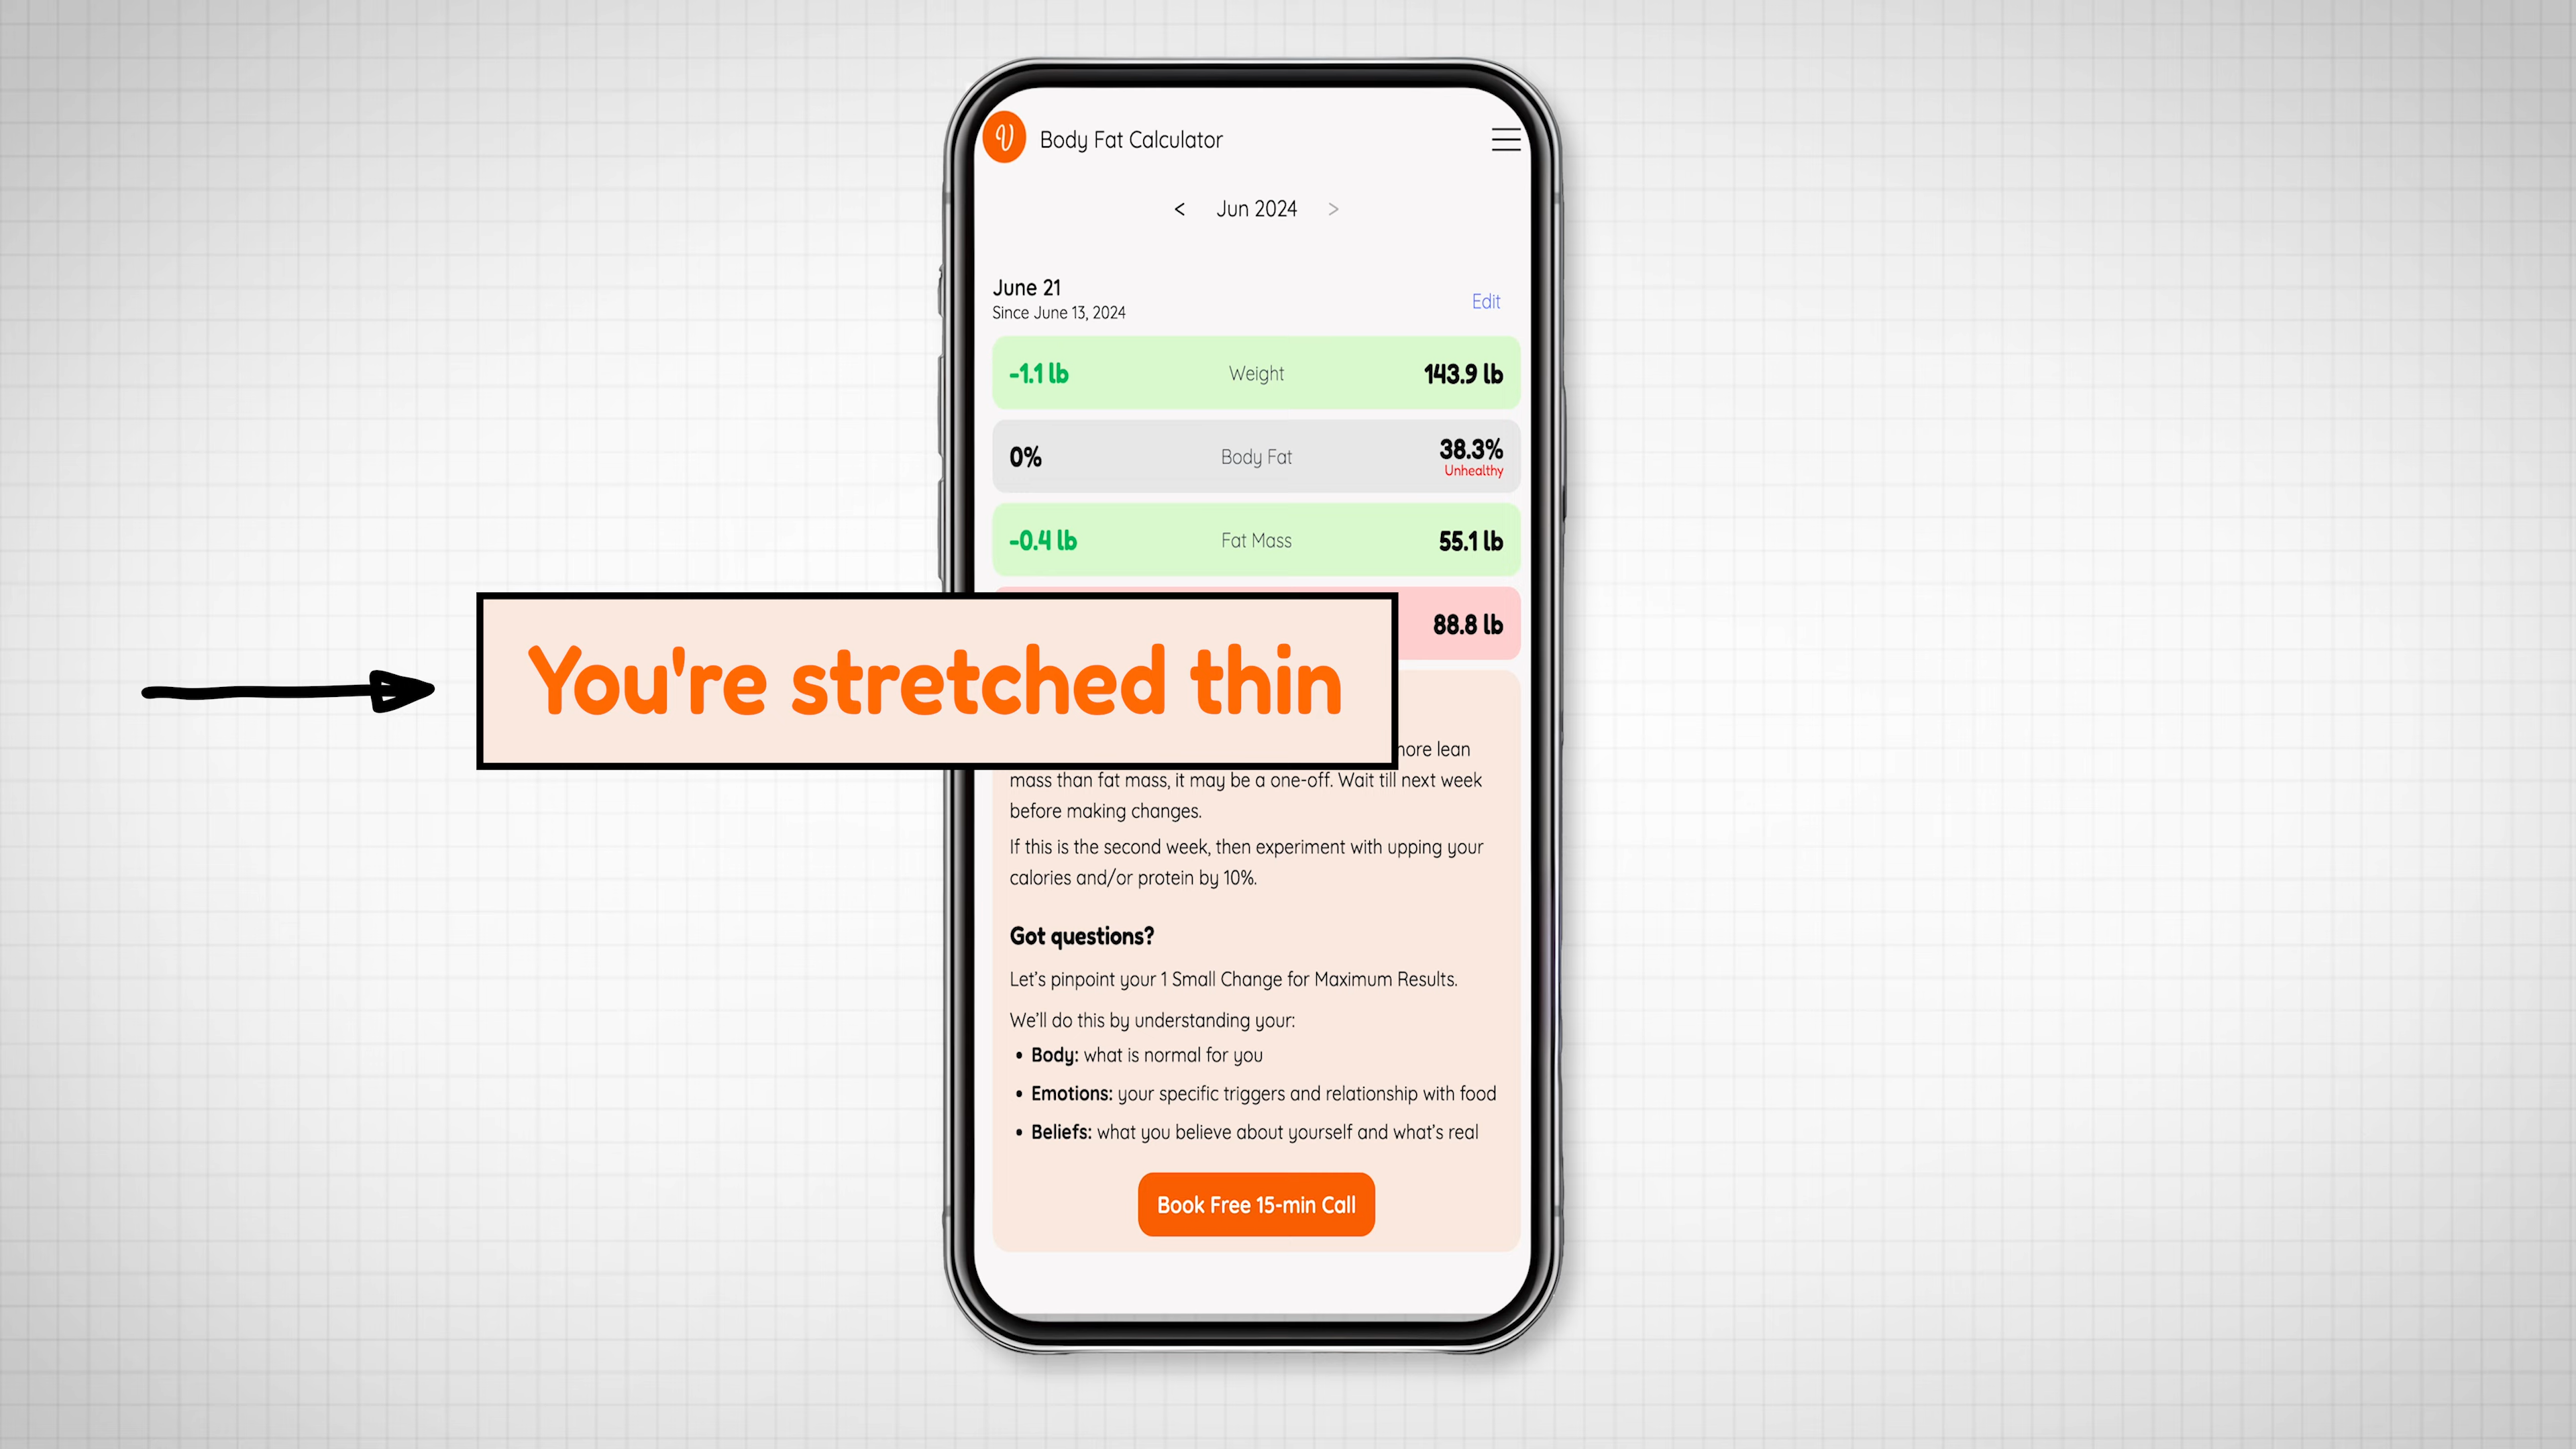 Body Fat Calculator
< Jun 2024 >
June 21
Since June 13, 2024
Edit
-1.1 lb Weight 143.9 lb
0% Body Fat 38.3%
Unhealthy
-0.4 lb Fat Mass 55.1 lb
88.8 lb
You're stretched thin
more lean
mass than fat mass, it may be a one-off. Wait till next week
before making changes.
If this is the second week, then experiment with upping your
calories and/or protein by 10%.
Got questions?
Let's pinpoint your 1 Small Change for Maximum Results.
We'll do this by understanding your:
• Body: what is normal for you
• Emotions: your specific triggers and relationship with food
• Beliefs: what you believe about yourself and what's real
Book Free 15-min Call